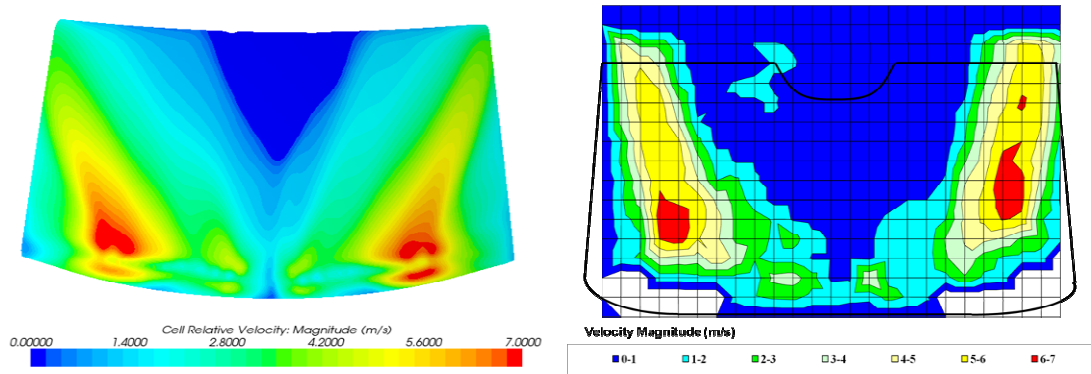 Cell Relative Velocity: Magnitude (m/s)
0.00000 1.4000 2.8000 4.2000 5.6000 7.0000
Velocity Magnitude (m/s)
0-1 1-2 2-3 3-4 4-5 5-6 6-7